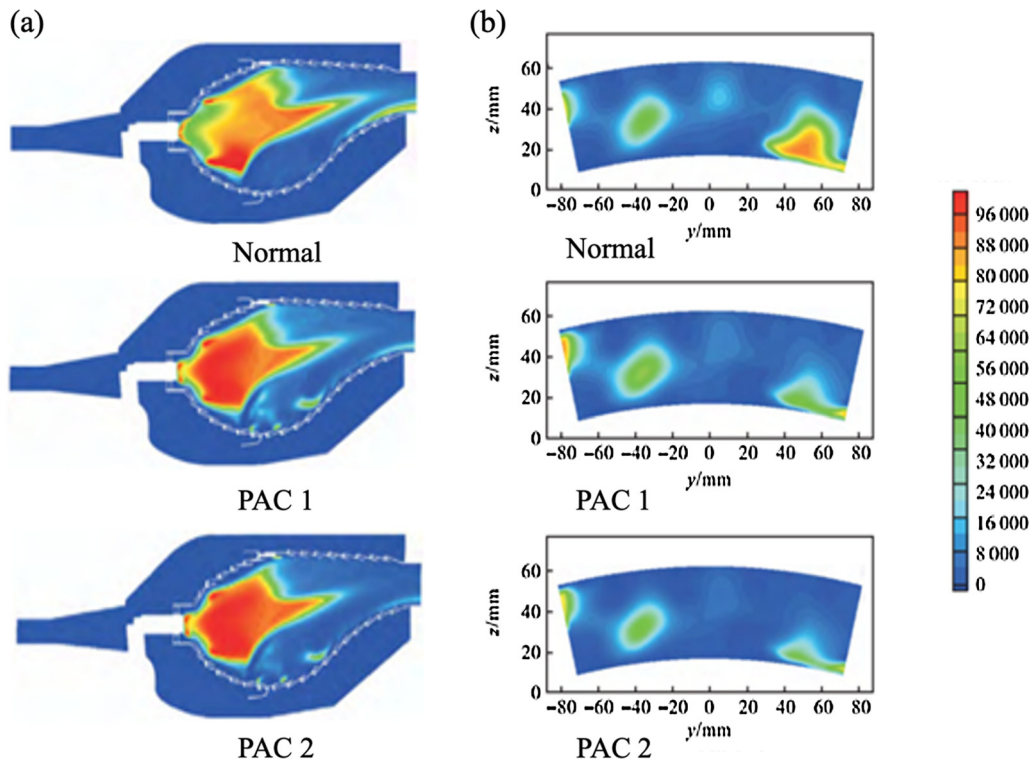 (a)
(b)
Normal
PAC 1
PAC 2
z/mm
60
40
20
0
−80 −60 −40 −20 0 20 40 60 80
y/mm
Normal
z/mm
60
40
20
0
−80 −60 −40 −20 0 20 40 60 80
y/mm
PAC 1
z/mm
60
40
20
0
−80 −60 −40 −20 0 20 40 60 80
y/mm
PAC 2
96 000
88 000
80 000
72 000
64 000
56 000
48 000
40 000
32 000
24 000
16 000
8 000
0